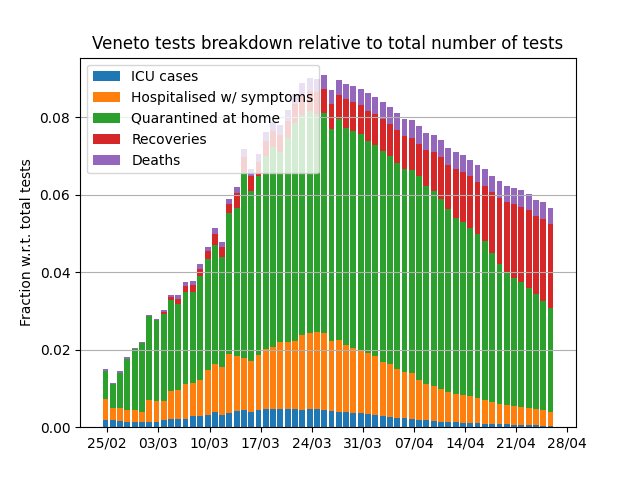 Veneto tests breakdown relative to total number of tests
ICU cases
Hospitalised w/ symptoms
Quarantined at home
Recoveries
Deaths
Fraction w.r.t. total tests
0.08
0.06
0.04
0.02
0.00
25/02 03/03 10/03 17/03 24/03 31/03 07/04 14/04 21/04 28/04